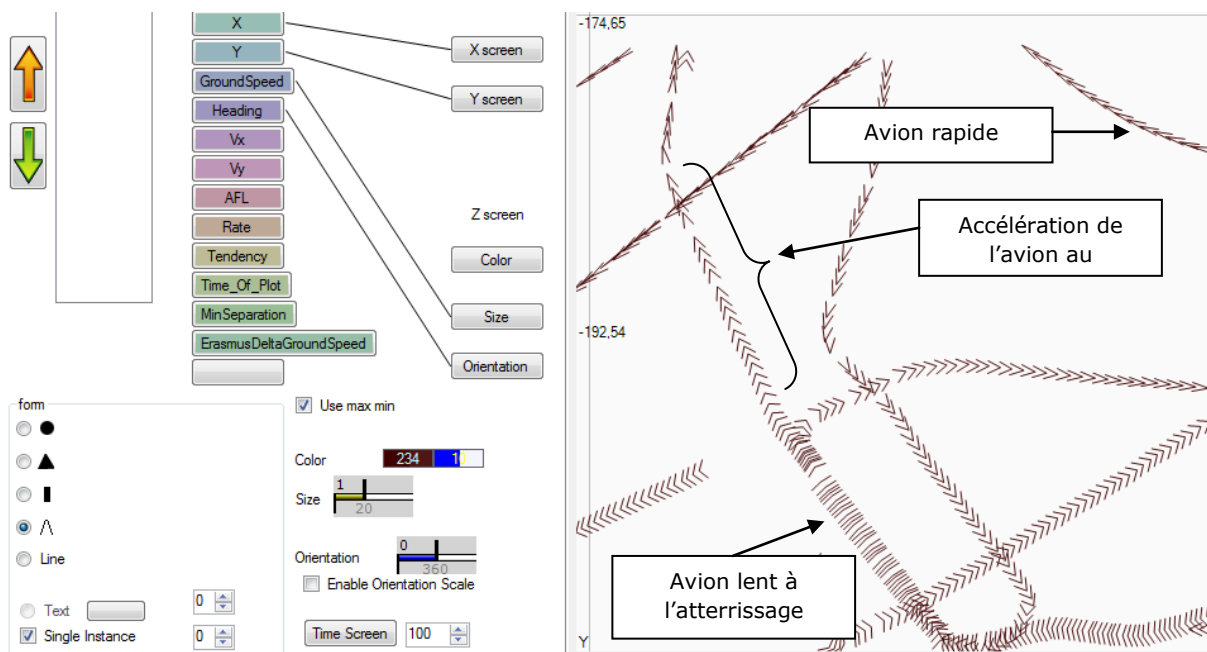 X
Y
GroundSpeed
Heading
Vx
Vy
AFL
Rate
Tendency
Time_Of_Plot
MinSeparation
ErasmusDeltaGroundSpeed
X screen
Y screen
Z screen
Color
Size
Orientation
form
Line
Text
0
Single Instance
0
Use max min
Color
234
10
Size
1
20
Orientation
0
360
Enable Orientation Scale
Time Screen
100
-174,65
-192,54
Y
Avion rapide
Accélération de
l’avion au
Avion lent à
l’atterrissage